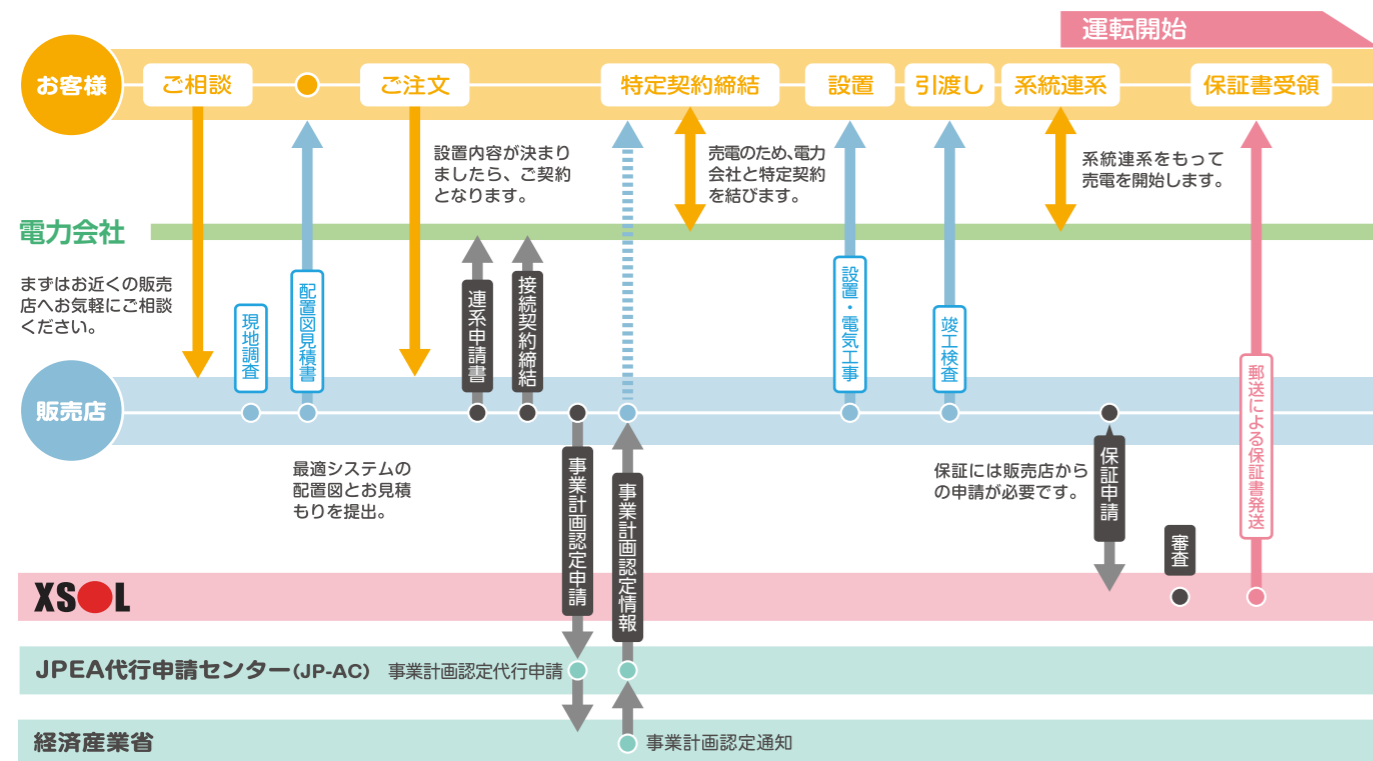 運転開始
お客様
ご相談
ご注文
特定契約締結
設置
引渡し
系統連系
保証書受領
設置内容が決まり
ましたら、ご契約
となります。
売電のため、電力
会社と特定契約
を結びます。
系統連系をもって
売電を開始します。
電力会社
まずはお近くの販売
店へお気軽にご相談
ください。
現地調査
配置図見積書
連系申請書
接続契約締結
設置・電気工事
竣工検査
郵送による保証書発送
販売店
最適システムの
配置図とお見積
もりを提出。
事業計画認定申請
事業計画認定情報
保証には販売店から
の申請が必要です。
保証申請
審査
XSOL
JPEA代行申請センター(JP-AC)
事業計画認定代行申請
経済産業省
事業計画認定通知